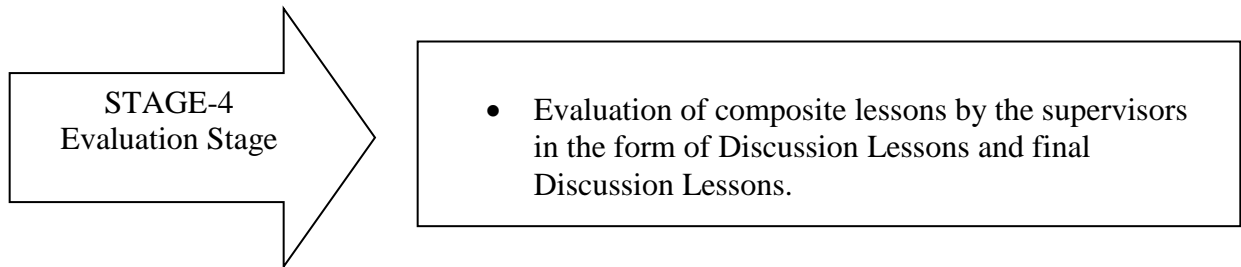 STAGE-4
Evaluation Stage
• Evaluation of composite lessons by the supervisors
in the form of Discussion Lessons and final
Discussion Lessons.